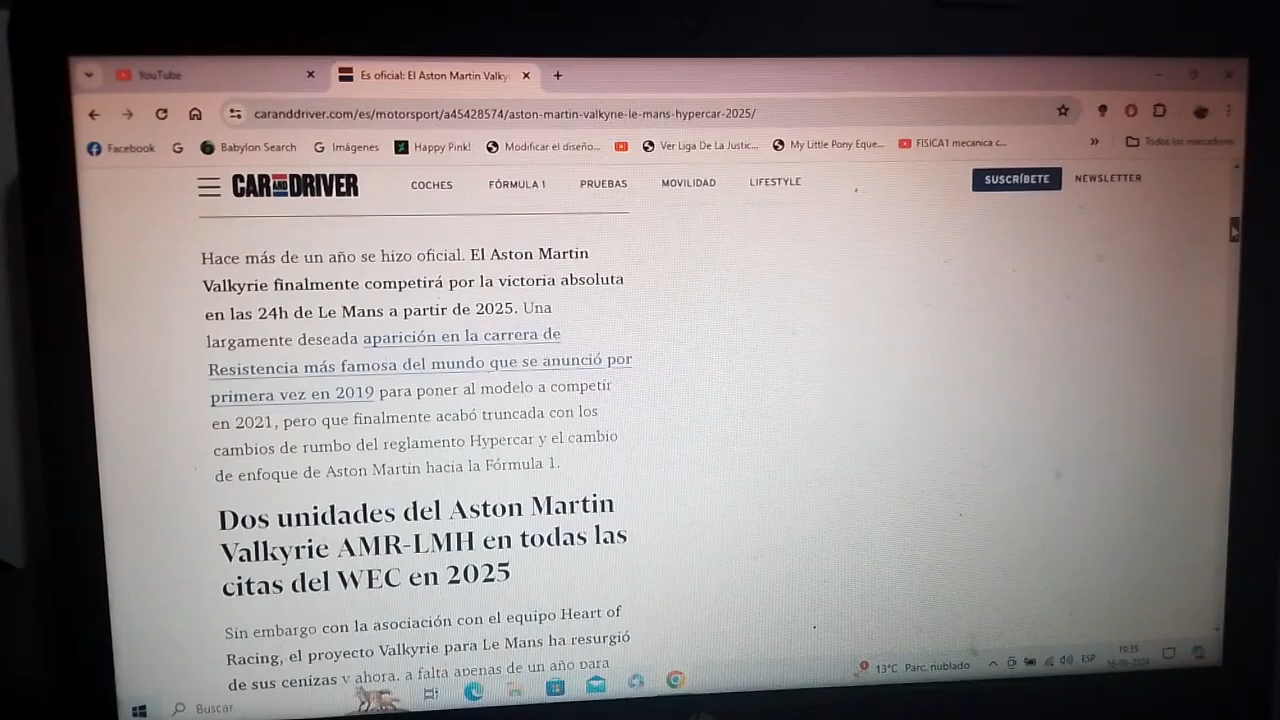 YouTube
Es oficial: El Aston Martin Valky
caranddriver.com/es/motorsport/a45428574/aston-martin-valkyrie-le-mans-hypercar-2025/
Facebook
Babylon Search
Imágenes
Happy Pink!
Modificar el diseño...
Ver Liga De La Justic...
My Little Pony Eque...
FISICA1 mecanica c...
»
Todos los marcadores
CAR AND DRIVER
COCHES
FÓRMULA 1
PRUEBAS
MOVILIDAD
LIFESTYLE
SUSCRÍBETE
NEWSLETTER
Hace más de un año se hizo oficial. El Aston Martin
Valkyrie finalmente competirá por la victoria absoluta
en las 24h de Le Mans a partir de 2025. Una
largamente deseada aparición en la carrera de
Resistencia más famosa del mundo que se anunció por
primera vez en 2019 para poner al modelo a competir
en 2021, pero que finalmente acabó truncada con los
cambios de rumbo del reglamento Hypercar y el cambio
de enfoque de Aston Martin hacia la Fórmula 1.
Dos unidades del Aston Martin
Valkyrie AMR-LMH en todas las
citas del WEC en 2025
Sin embargo con la asociación con el equipo Heart of
Racing, el proyecto Valkyrie para Le Mans ha resurgió
de sus cenizas y ahora, a falta apenas de un año para
Buscar
13°C Parc. nublado
ESP
19:35